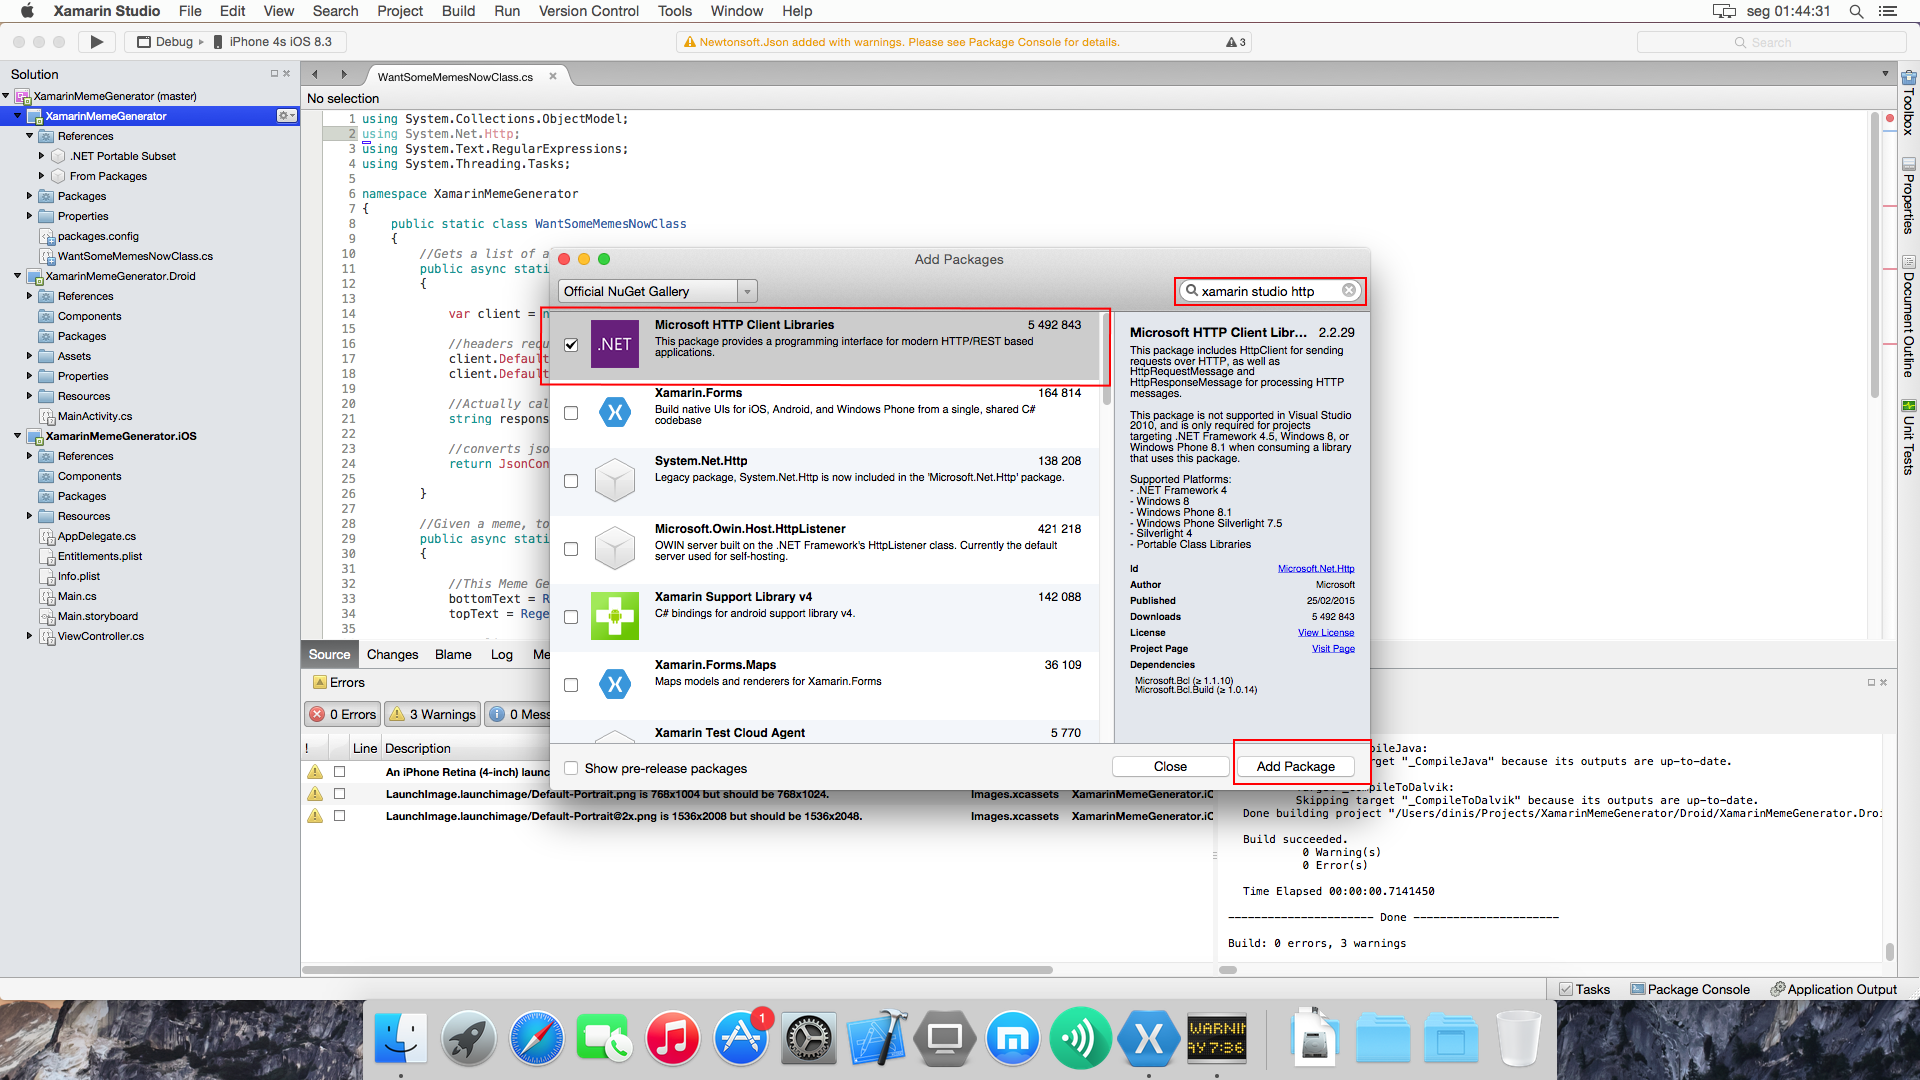 Xamarin Studio File Edit View Search Project Build Run Version Control Tools Window Help seg 01:44:31
Debug iPhone 4s iOS 8.3
Newtonsoft.Json added with warnings. Please see Package Console for details. 3
Search
Solution
XamarinMemeGenerator (master)
XamarinMemeGenerator
References
.NET Portable Subset
From Packages
Packages
Properties
packages.config
WantSomeMemesNowClass.cs
XamarinMemeGenerator.Droid
References
Components
Packages
Assets
Properties
Resources
MainActivity.cs
XamarinMemeGenerator.iOS
References
Components
Packages
Resources
AppDelegate.cs
Entitlements.plist
Info.plist
Main.cs
Main.storyboard
ViewController.cs
WantSomeMemesNowClass.cs
No selection
1 using System.Collections.ObjectModel;
2 using System.Net.Http;
3 using System.Text.RegularExpressions;
4 using System.Threading.Tasks;
5
6 namespace XamarinMemeGenerator
7 {
8 public static class WantSomeMemesNowClass
9 {
10 //Gets a list of a
11 public async stati
12 {
13
14 var client = n
15
16 //headers requ
17 client.Default
18 client.Default
19
20 //Actually cal
21 string respons
22
23 //converts jso
24 return JsonCon
25
26 }
27
28 //Given a meme, to
29 public async stati
30 {
31
32 //This Meme Ge
33 bottomText = R
34 topText = Rege
35
Source Changes Blame Log Me
Errors
0 Errors 3 Warnings 0 Mess
! Line Description
An iPhone Retina (4-inch) launc
LaunchImage.launchimage/Default-Portrait.png is 768x1004 but should be 768x1024. Images.xcassets XamarinMemeGenerator.iO
LaunchImage.launchimage/Default-Portrait@2x.png is 1536x2008 but should be 1536x2048. Images.xcassets XamarinMemeGenerator.iO
Add Packages
Official NuGet Gallery
xamarin studio http
.NET
Microsoft HTTP Client Libraries 5 492 843
This package provides a programming interface for modern HTTP/REST based
applications.
Xamarin.Forms 164 814
Build native UIs for iOS, Android, and Windows Phone from a single, shared C#
codebase
System.Net.Http 138 208
Legacy package, System.Net.Http is now included in the 'Microsoft.Net.Http' package.
Microsoft.Owin.Host.HttpListener 421 218
OWIN server built on the .NET Framework's HttpListener class. Currently the default
server used for self-hosting.
Xamarin Support Library v4 142 088
C# bindings for android support library v4.
Xamarin.Forms.Maps 36 109
Maps models and renderers for Xamarin.Forms
Xamarin Test Cloud Agent 5 770
Show pre-release packages
Close
Add Package
Microsoft HTTP Client Libr... 2.2.29
This package includes HttpClient for sending
requests over HTTP, as well as
HttpRequestMessage and
HttpResponseMessage for processing HTTP
messages.
This package is not supported in Visual Studio
2010, and is only required for projects
targeting .NET Framework 4.5, Windows 8, or
Windows Phone 8.1 when consuming a library
that uses this package.
Supported Platforms:
- .NET Framework 4
- Windows 8
- Windows Phone 8.1
- Windows Phone Silverlight 7.5
- Silverlight 4
- Portable Class Libraries
Id Microsoft.Net.Http
Author Microsoft
Published 25/02/2015
Downloads 5 492 843
License View License
Project Page Visit Page
Dependencies
Microsoft.Bcl (≥ 1.1.10)
Microsoft.Bcl.Build (≥ 1.0.14)
Toolbox
Properties
Document Outline
Unit Tests
pileJava:
rget "_CompileJava" because its outputs are up-to-date.
CompileToDalvik:
Skipping target "_CompileToDalvik" because its outputs are up-to-date.
Done building project "/Users/dinis/Projects/XamarinMemeGenerator/Droid/XamarinMemeGenerator.Droi
Build succeeded.
0 Warning(s)
0 Error(s)
Time Elapsed 00:00:00.7141450
---------------------- Done ----------------------
Build: 0 errors, 3 warnings
Tasks Package Console Application Output
1
WARNIN
AY 7:36